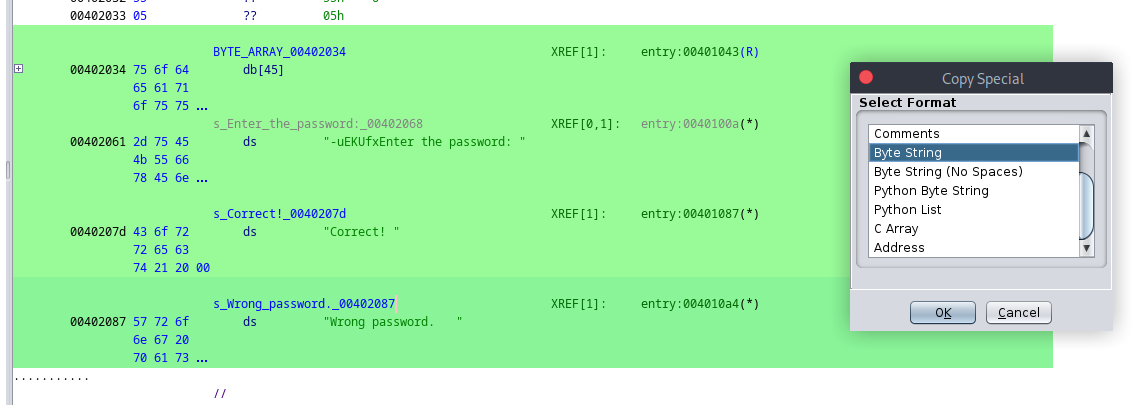 00402033 05 ?? 05h
BYTE_ARRAY_00402034 XREF[1]: entry:00401043(R)
00402034 75 6f 64 db[45]
65 61 71
6f 75 75 ...
s_Enter_the_password:_00402068 XREF[0,1]: entry:0040100a(*)
00402061 2d 75 45 ds "-uEKUfxEnter the password: "
4b 55 66
78 45 6e ...
s_Correct!_0040207d XREF[1]: entry:00401087(*)
0040207d 43 6f 72 ds "Correct! "
72 65 63
74 21 20 00
s_Wrong_password._00402087 XREF[1]: entry:004010a4(*)
00402087 57 72 6f ds "Wrong password.   "
6e 67 20
70 61 73 ...
...........
//
Copy Special
Select Format
Comments
Byte String
Byte String (No Spaces)
Python Byte String
Python List
C Array
Address
OK
Cancel